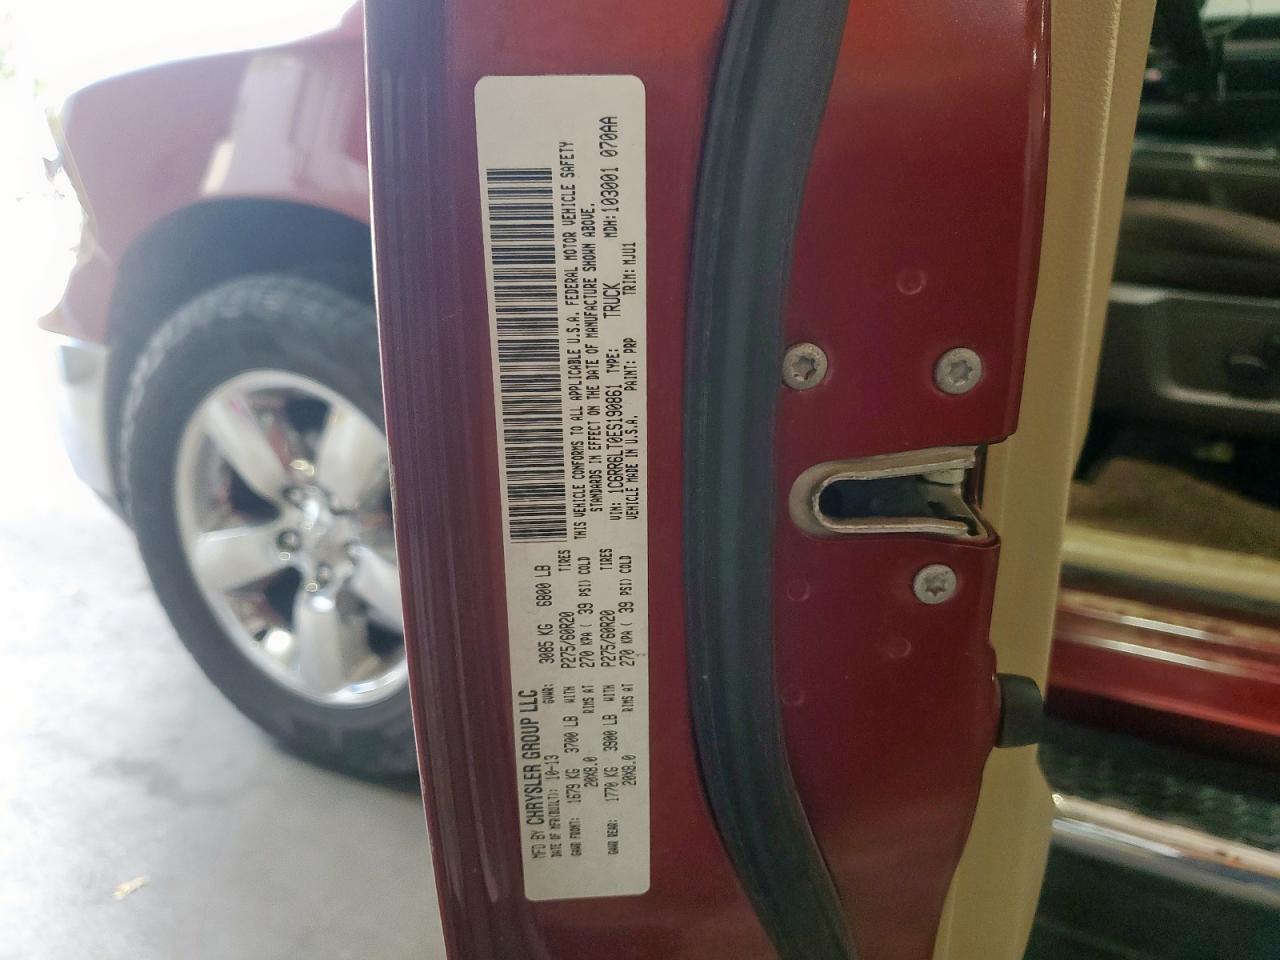 MFD BY CHRYSLER GROUP LLC
DATE OF MFR(BUILT): 10-13 GVWR: 3085 KG 6800 LB
GAWR FRONT: 1679 KG 3700 LB WITH P275/60R20 TIRES
20X8.0 RIMS AT 270 KPA ( 39 PSI) COLD
GAWR REAR: 1770 KG 3900 LB WITH P275/60R20 TIRES
20X8.0 RIMS AT 270 KPA ( 39 PSI) COLD
THIS VEHICLE CONFORMS TO ALL APPLICABLE U.S.A. FEDERAL MOTOR VEHICLE SAFETY
STANDARDS IN EFFECT ON THE DATE OF MANUFACTURE SHOWN ABOVE.
VIN: 1C6RR6LT0ES190861 TYPE: TRUCK MDH: 103001 070AA
VEHICLE MADE IN U.S.A. PAINT: PRP TRIM: MJU1